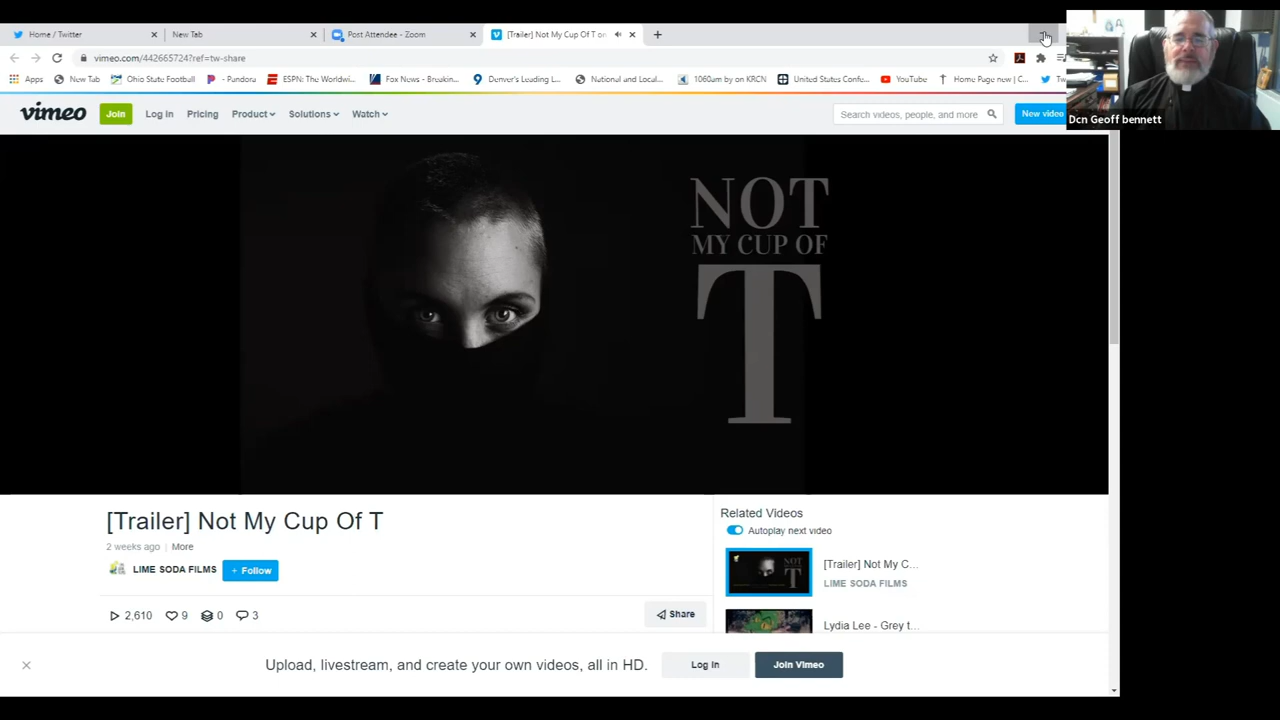 Home / Twitter
New Tab
Post Attendee - Zoom
[Trailer] Not My Cup Of T
vimeo.com/442665724?ref=tw-share
Apps
New Tab
Ohio State Football
- Pandora
ESPN: The Worldwi...
Fox News - Breakin...
Denver's Leading L...
National and Local...
1060am by on KRCN
United States Confe...
YouTube
Home Page new | C...
Tw
vimeo
Join
Log in
Pricing
Product
Solutions
Watch
Search videos, people, and more
New video
Dcn Geoff bennett
NOT
MY CUP OF
T
[Trailer] Not My Cup Of T
2 weeks ago | More
LIME SODA FILMS
+ Follow
2,610
9
0
3
Share
Related Videos
Autoplay next video
[Trailer] Not My C...
LIME SODA FILMS
Lydia Lee - Grey t...
Upload, livestream, and create your own videos, all in HD.
Log in
Join Vimeo